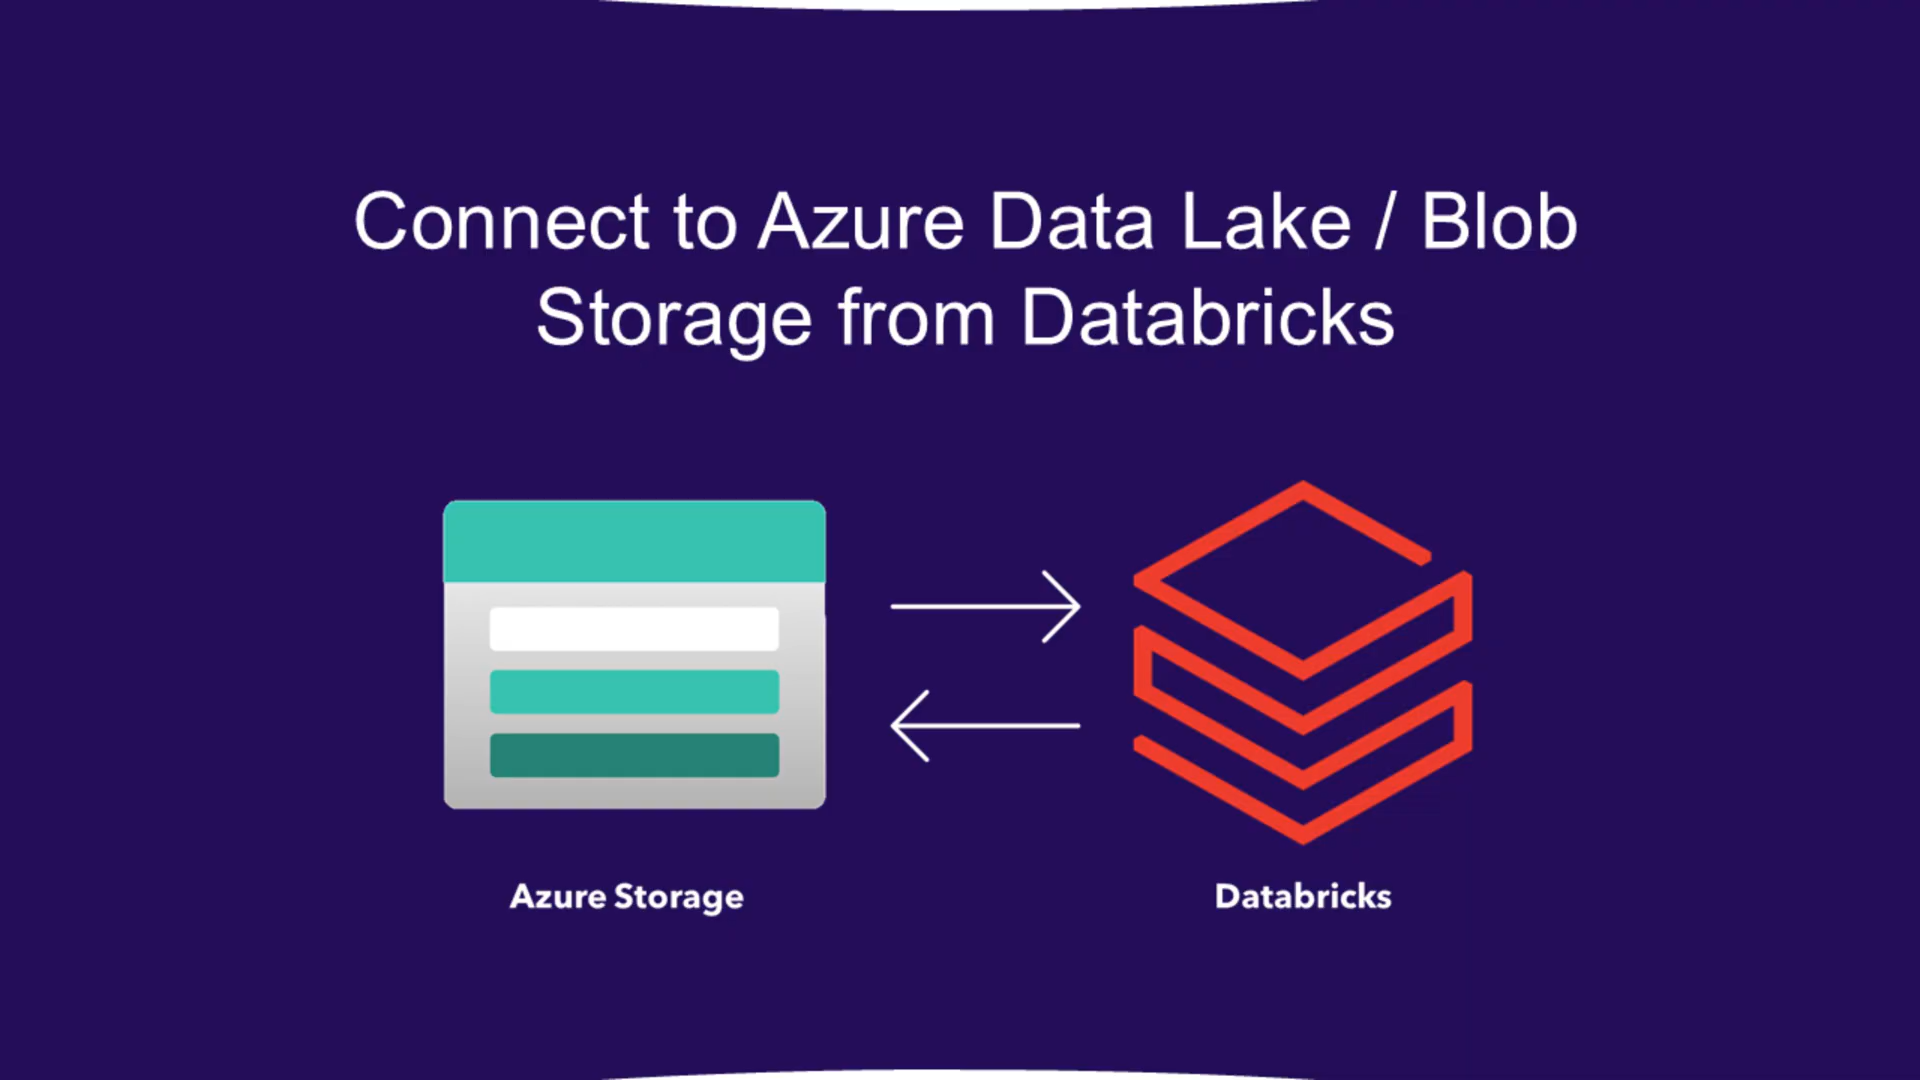 Connect to Azure Data Lake / Blob
Storage from Databricks
Azure Storage
Databricks